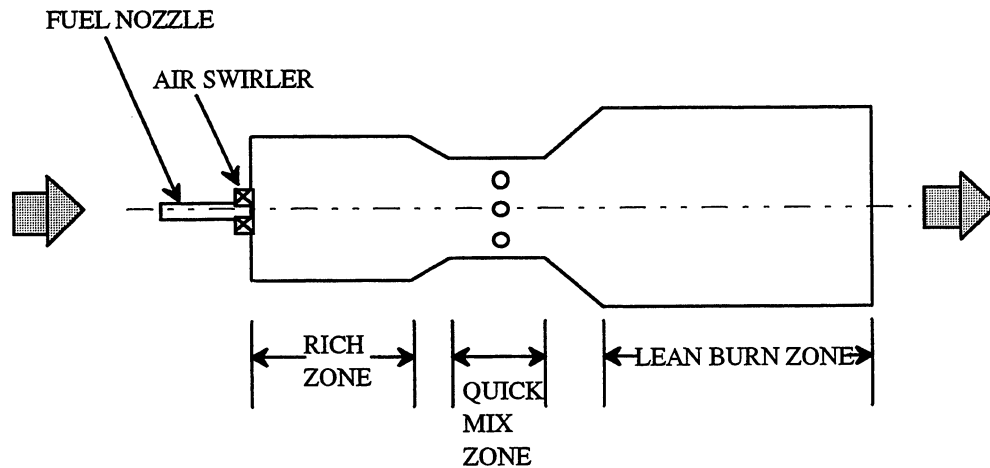 FUEL NOZZLE
AIR SWIRLER
RICH
ZONE
QUICK
MIX
ZONE
LEAN BURN ZONE